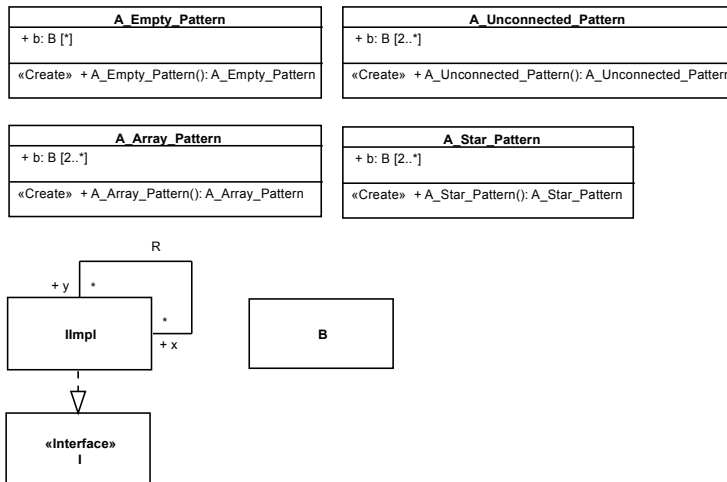 A_Empty_Pattern
+ b: B [*]
«Create» + A_Empty_Pattern(): A_Empty_Pattern
A_Unconnected_Pattern
+ b: B [2..*]
«Create» + A_Unconnected_Pattern(): A_Unconnected_Pattern
A_Array_Pattern
+ b: B [2..*]
«Create» + A_Array_Pattern(): A_Array_Pattern
A_Star_Pattern
+ b: B [2..*]
«Create» + A_Star_Pattern(): A_Star_Pattern
R
+ y *
*
+ x
IImpl
B
«Interface»
I